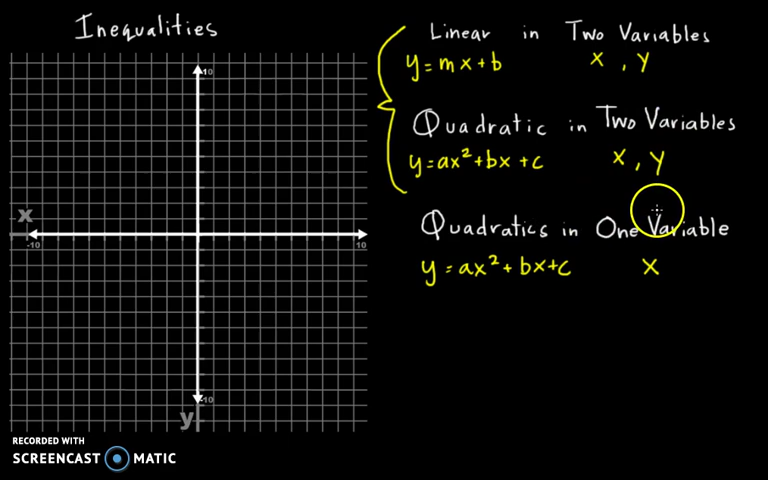 Inequalities
Linear in Two Variables
y = mx + b x , y
Quadratic in Two Variables
y = ax² + bx + c x , y
Quadratics in One Variable
y = ax² + bx + c x
10
x
-10
10
-10
y
RECORDED WITH
SCREENCAST MATIC